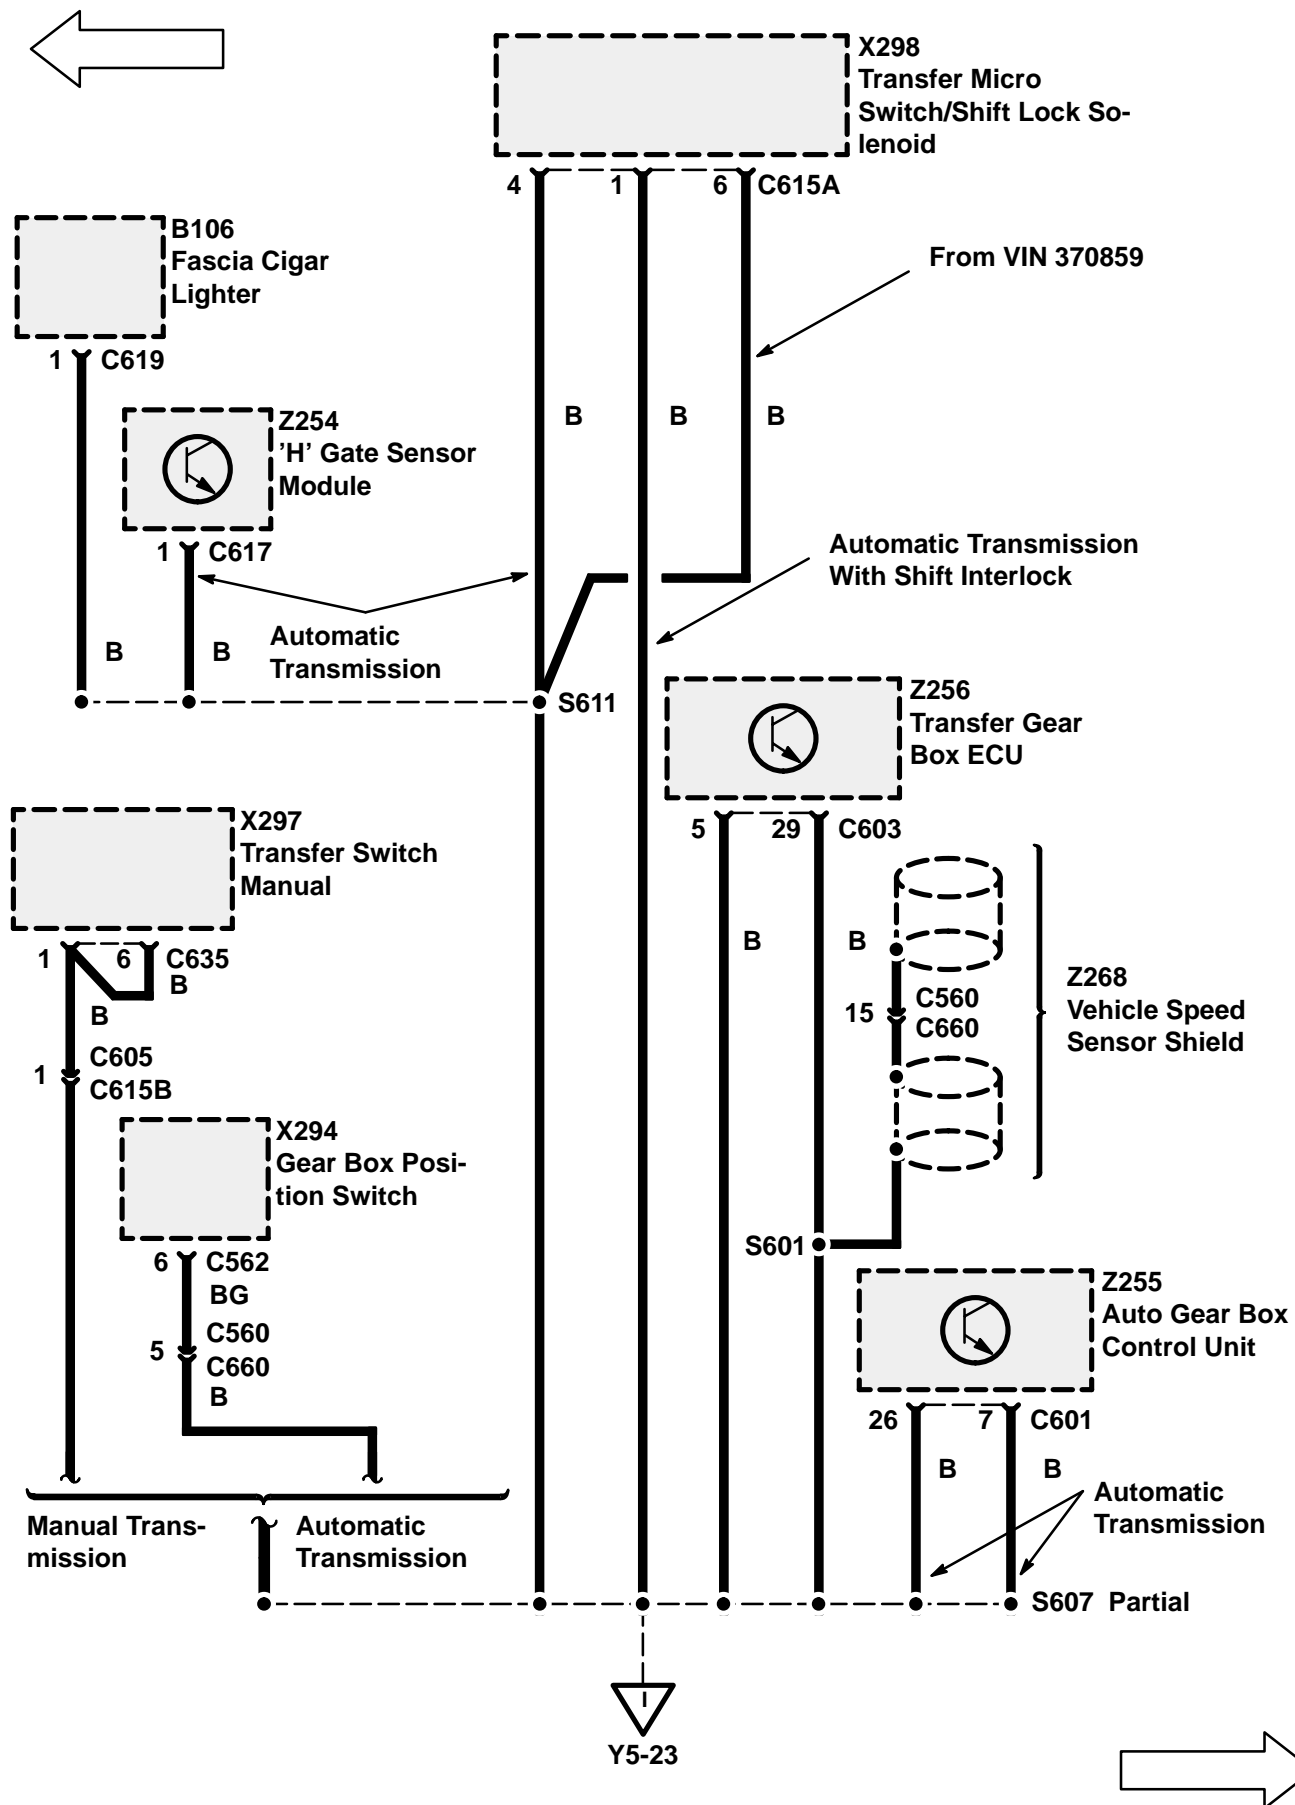 X298
Transfer Micro
Switch/Shift Lock So-
lenoid
4 1 6 C615A
B106
Fascia Cigar
Lighter
1 C619
From VIN 370859
Z254
’H’ Gate Sensor
Module
1 C617
B B B
Automatic Transmission
With Shift Interlock
Automatic
Transmission
B B
S611
Z256
Transfer Gear
Box ECU
5 29 C603
X297
Transfer Switch
Manual
1 6 C635
B
B
B B
Z268
Vehicle Speed
Sensor Shield
15 C560
C660
1 C605
C615B
X294
Gear Box Posi-
tion Switch
6 C562
BG
5 C560
C660
B
S601
Z255
Auto Gear Box
Control Unit
26 7 C601
B B
Automatic
Transmission
Manual Trans-
mission
Automatic
Transmission
S607 Partial
I
Y5-23